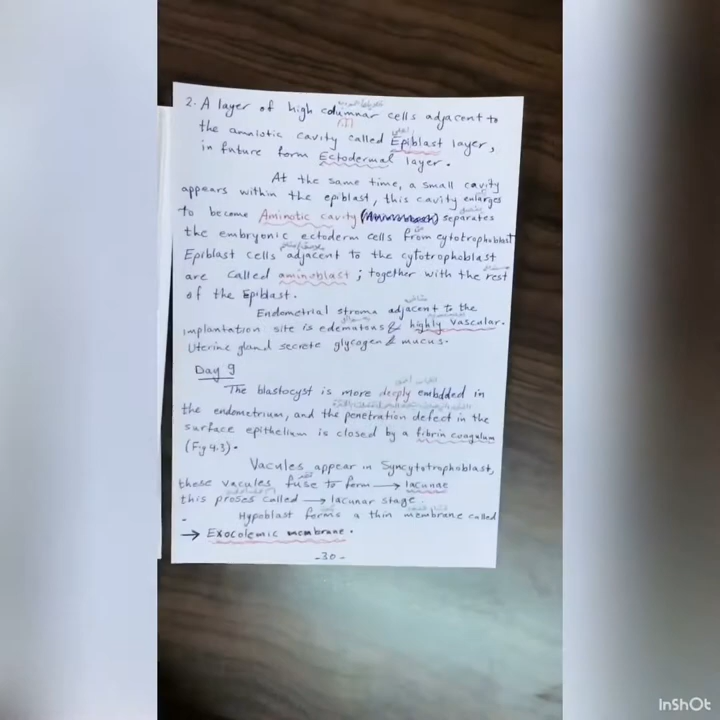 2. A layer of high columnar cells adjacent to
the amniotic cavity called Epiblast layer,
in future form Ectodermal layer.
At the same time, a small cavity
appears within the epiblast, this cavity enlarges
to become Aminotic cavity separates
the embryonic ectoderm cells from cytotrophoblast
Epiblast cells adjacent to the cytotrophoblast
are called aminoblast; together with the rest
of the Epiblast.
Endometrial stroma adjacent to the
implantation site is edematous & highly vascular.
Uterine gland secrete glycogen & mucus.
Day 9
The blastocyst is more deeply embdded in
the endometrium, and the penetration defect in the
surface epithelium is closed by a fibrin coagulum
(Fig 4.3).
Vacules appear in Syncytotrophoblast,
these vacules fuse to form → lacunae
this proses called → lacunar stage
- Hypoblast forms a thin membrane called
→ Exocolemic membrane.
-30-
InShOt